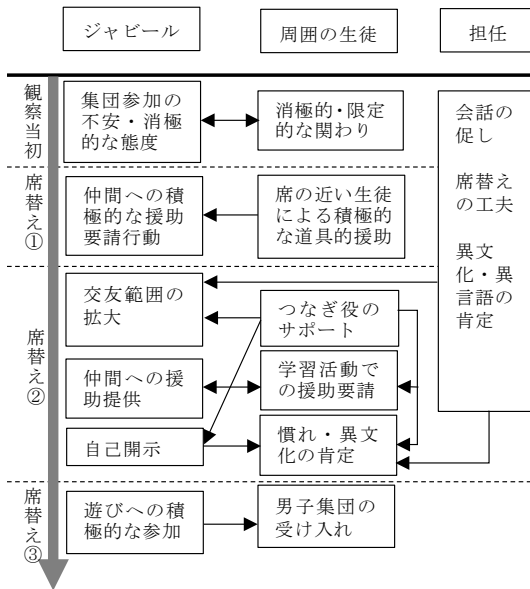 ジャビール
周囲の生徒
担任
観察当初
集団参加の
不安・消極
的な態度
消極的・限定
的な関わり
会話の
促し
席替え
の工夫
異文
化・異
言語の
肯定
席替え①
仲間への積
極的な援助
要請行動
席の近い生徒
による積極的
な道具的援助
席替え②
交友範囲の
拡大
つなぎ役の
サポート
仲間への援
助提供
学習活動で
の援助要請
自己開示
慣れ・異文
化の肯定
席替え③
遊びへの積
極的な参加
男子集団の
受け入れ